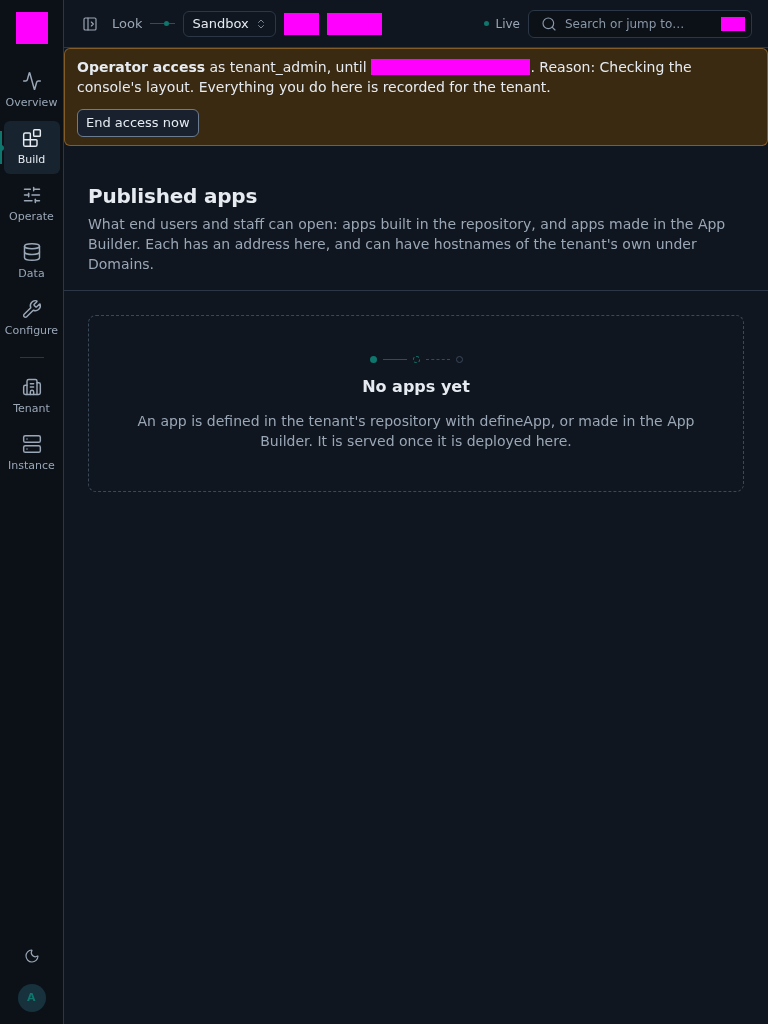 Look
Sandbox
Live
Search or jump to…
Overview
Build
Operate
Data
Configure
Tenant
Instance
A
Operator access as tenant_admin, until . Reason: Checking the
console's layout. Everything you do here is recorded for the tenant.
End access now
Published apps
What end users and staff can open: apps built in the repository, and apps made in the App
Builder. Each has an address here, and can have hostnames of the tenant's own under
Domains.
No apps yet
An app is defined in the tenant's repository with defineApp, or made in the App
Builder. It is served once it is deployed here.